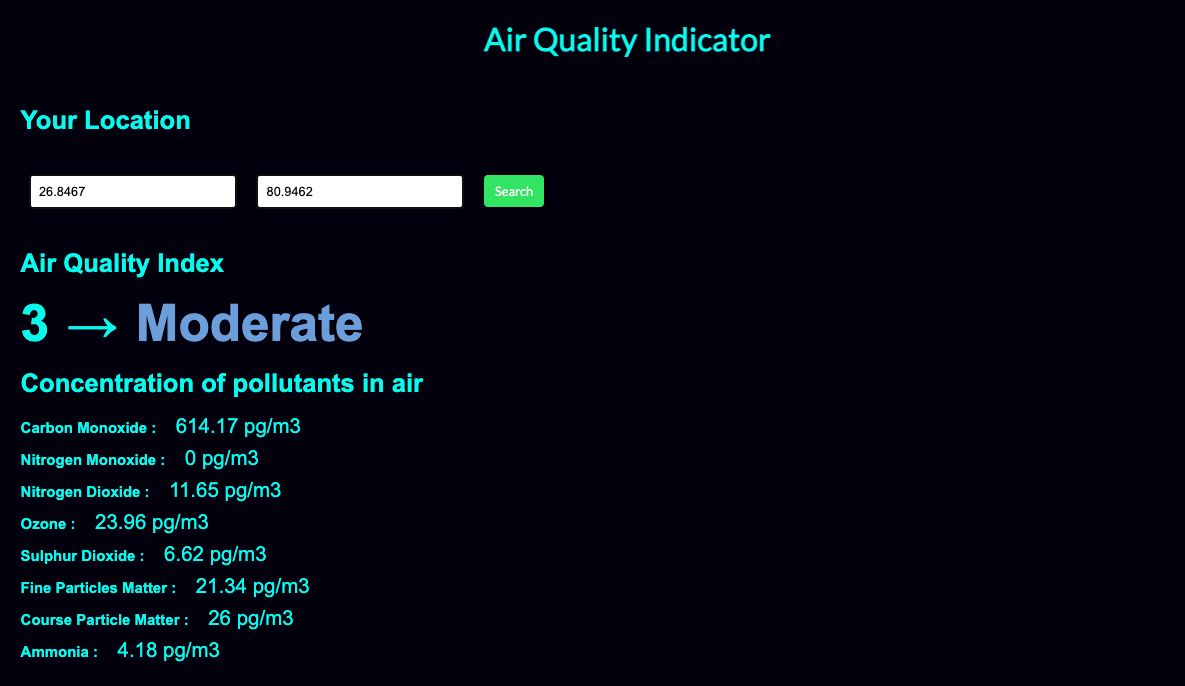 Air Quality Indicator
Your Location
26.8467 80.9462 Search
Air Quality Index
3 → Moderate
Concentration of pollutants in air
Carbon Monoxide : 614.17 pg/m3
Nitrogen Monoxide : 0 pg/m3
Nitrogen Dioxide : 11.65 pg/m3
Ozone : 23.96 pg/m3
Sulphur Dioxide : 6.62 pg/m3
Fine Particles Matter : 21.34 pg/m3
Course Particle Matter : 26 pg/m3
Ammonia : 4.18 pg/m3